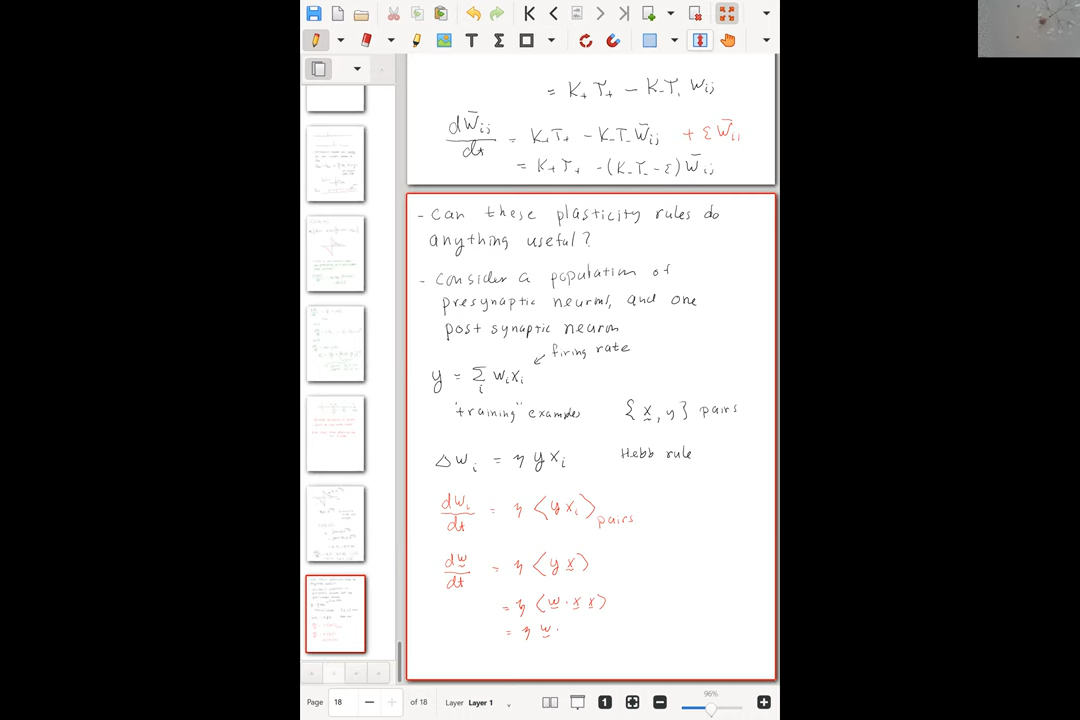 = K₊ T₊ − K₋T₋ Wij
dW̄ij/dt = K₊T₊ − K₋T₋W̄ij + εW̄ij
= K₊T₊ − (K₋T₋ − ε) W̄ij
- Can these plasticity rules do
anything useful?
- Consider a population of
presynaptic neurons, and one
post synaptic neuron
firing rate
y = Σi wixi
"training" examples {x, y} pairs
Δwi = η y xi Hebb rule
dwi/dt = η ⟨y xi⟩pairs
dw/dt = η ⟨y x⟩
= η ⟨w · x x⟩
= η w ·
Page 18 of 18 Layer Layer 1 96%